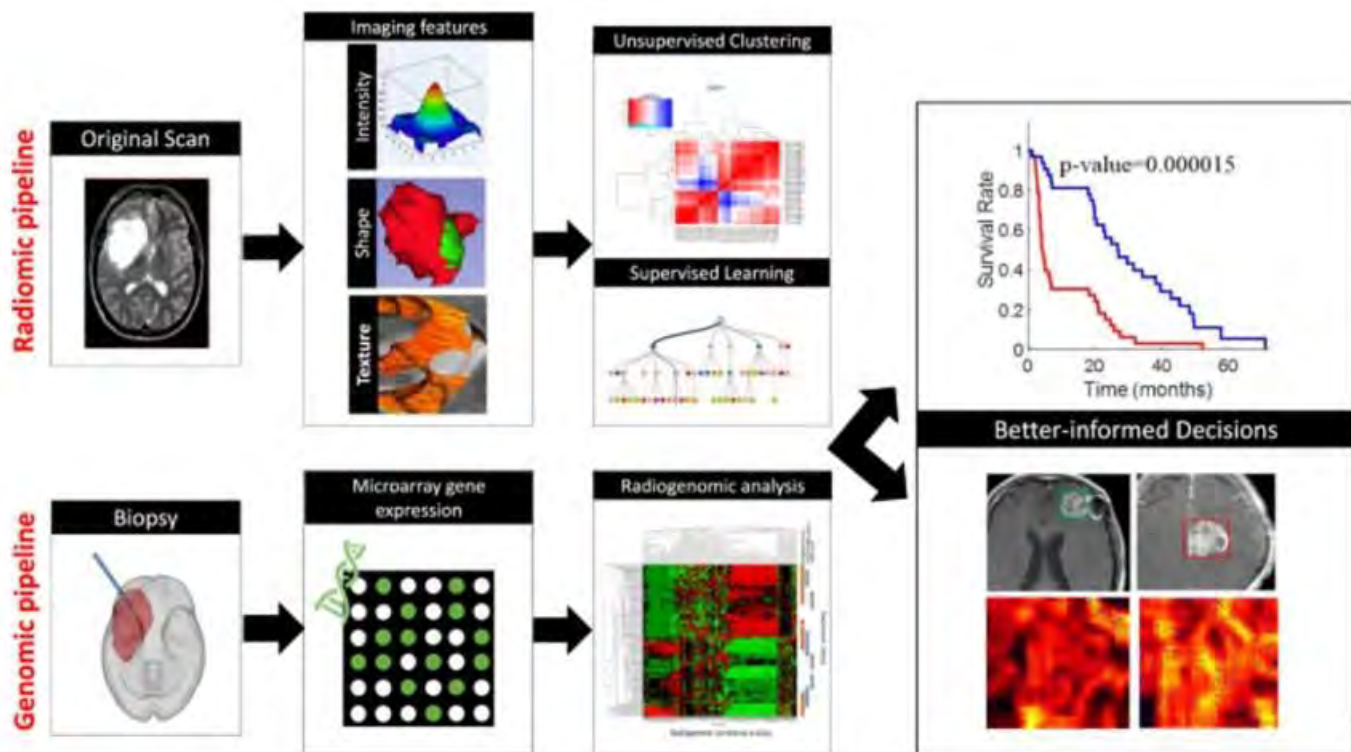 Radiomic pipeline
Original Scan
Imaging features
Intensity
Shape
Texture
Unsupervised Clustering
Supervised Learning
Genomic pipeline
Biopsy
Microarray gene
expression
Radiogenomic analysis
p-value=0.000015
Survival Rate
1
0.8
0.6
0.4
0.2
0
0
20
40
60
Time (months)
Better-informed Decisions